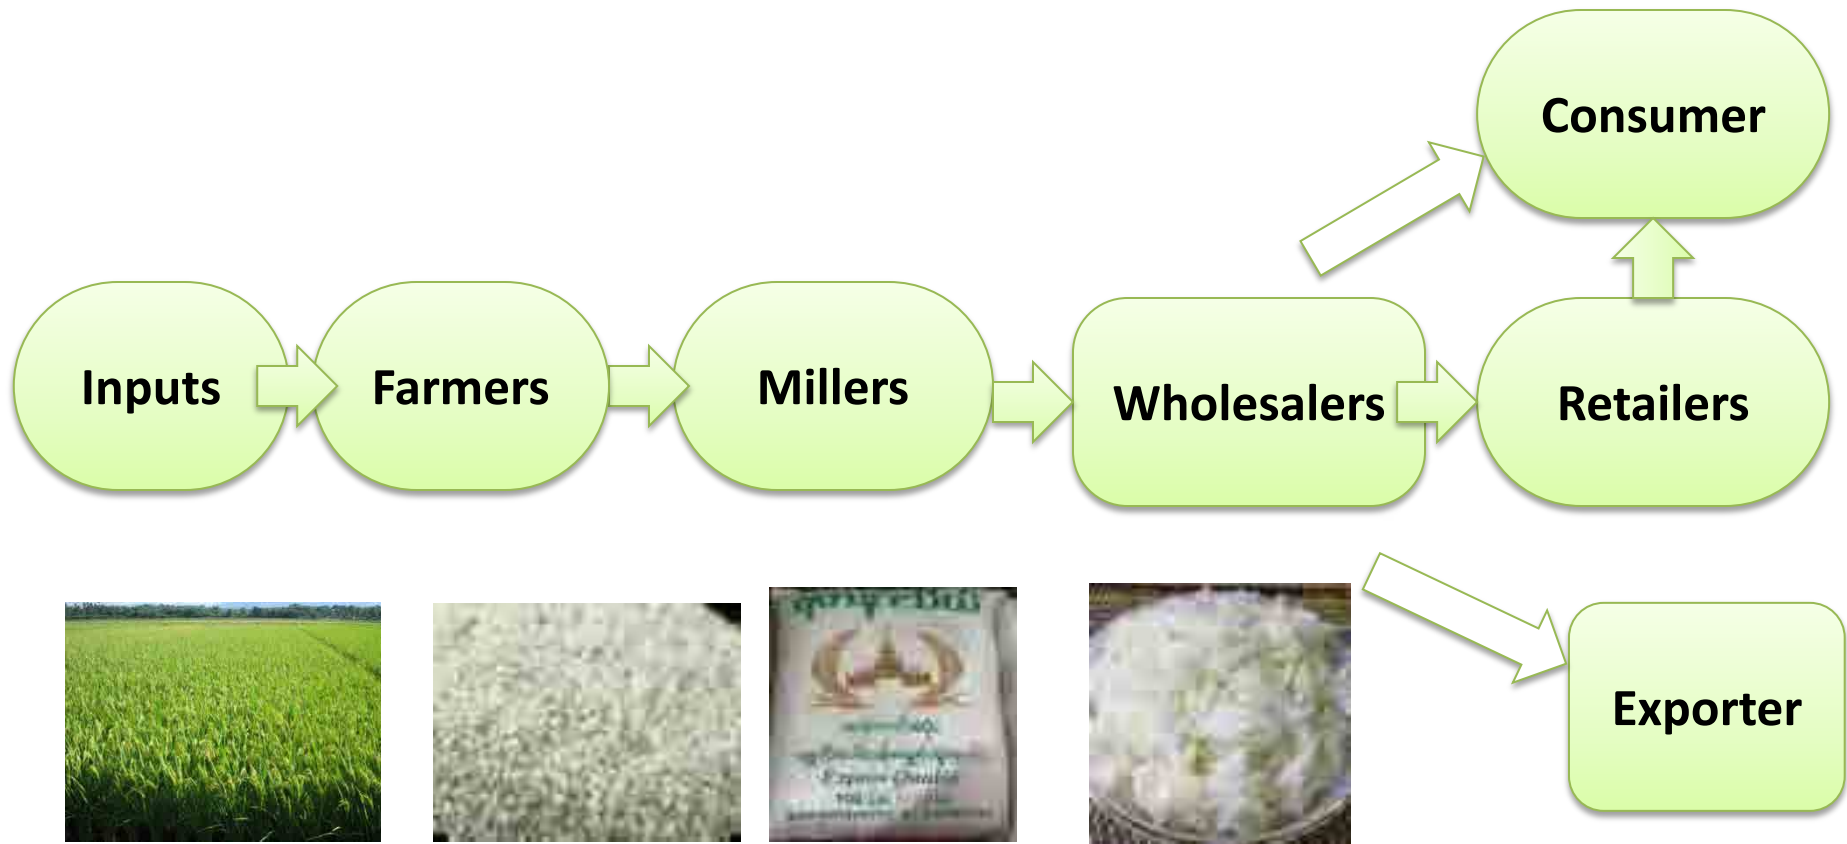 Consumer
Inputs
Farmers
Millers
Wholesalers
Retailers
Exporter